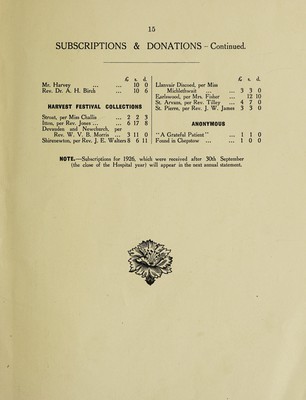 15
SUBSCRIPTIONS & DONATIONS – Continued.
£ s. d.
Mr. Harvey ... ... 10 0
Rev. Dr. A. H. Birch ... 10 6
HARVEST FESTIVAL COLLECTIONS
Stroat, per Miss Challis ... 2 2 3
Itton, per Rev. Jones ... ... 6 17 8
Devauden and Newchurch, per
Rev. W. V. B. Morris ... 3 11 0
Shirenewton, per Rev. J. E. Walters 8 6 11
£ s. d.
Llanvair Discoed, per Miss
Micklethwait ... ... 3 3 0
Earlswood, per Mrs. Fisher ... 12 10
St. Arvans, per Rev. Tilley ... 4 7 0
St. Pierre, per Rev. J. W. James 3 3 0
ANONYMOUS
"A Grateful Patient" ... 1 1 0
Found in Chepstow ... ... 1 0 0
NOTE.—Subscriptions for 1926, which were received after 30th September
(the close of the Hospital year) will appear in the next annual statement.